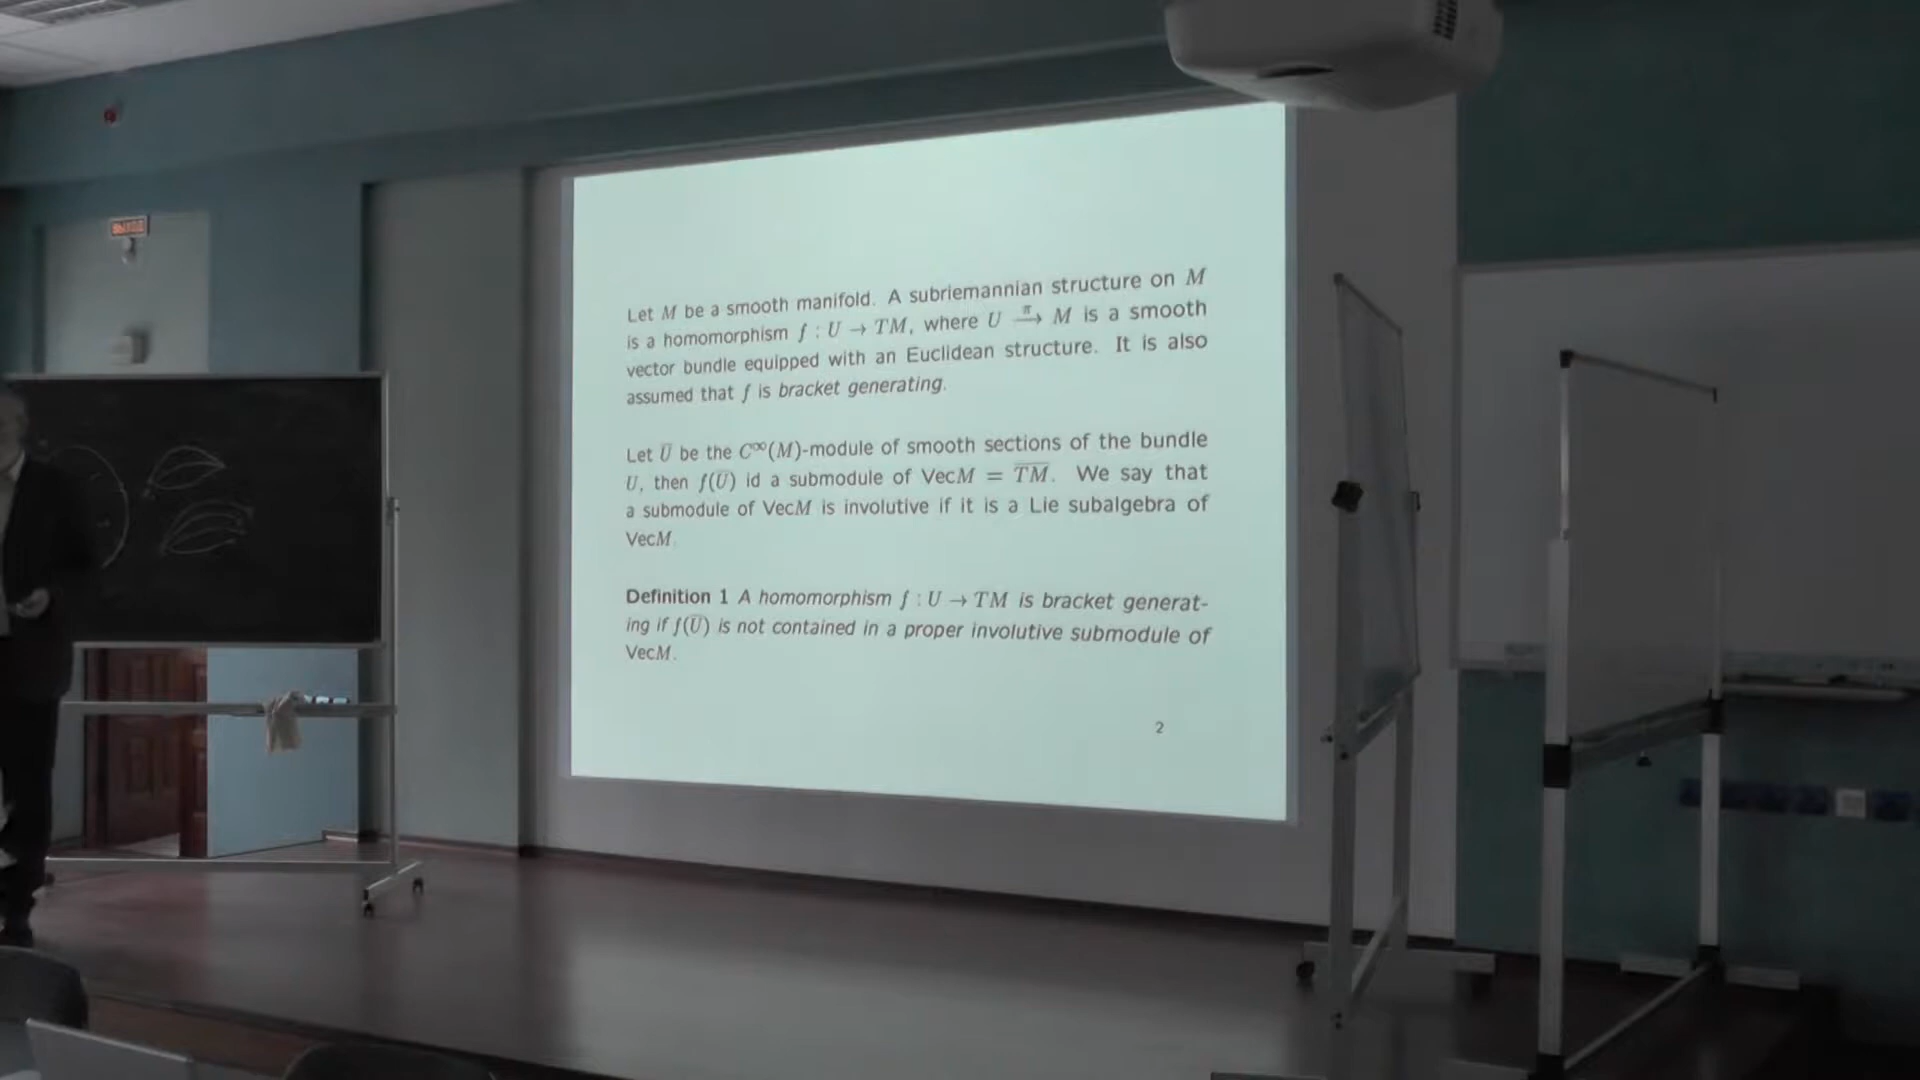 Let M be a smooth manifold. A subriemannian structure on M
is a homomorphism f : U → TM, where U —π→ M is a smooth
vector bundle equipped with an Euclidean structure. It is also
assumed that f is bracket generating.
Let U̅ be the C^∞(M)-module of smooth sections of the bundle
U, then f(U̅) id a submodule of VecM = T̅M̅. We say that
a submodule of VecM is involutive if it is a Lie subalgebra of
VecM.
Definition 1 A homomorphism f : U → TM is bracket generat-
ing if f(U̅) is not contained in a proper involutive submodule of
VecM.
2